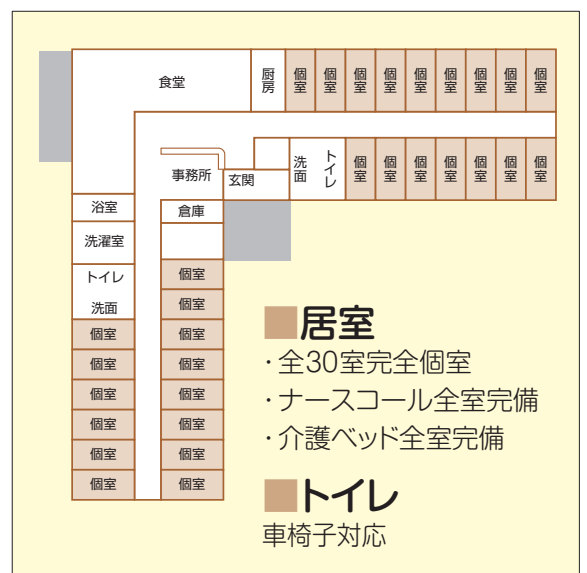 食堂
厨房
個室
個室
個室
個室
個室
個室
個室
個室
個室
事務所
玄関
洗面
トイレ
個室
個室
個室
個室
個室
個室
個室
浴室
倉庫
洗濯室
トイレ
洗面
個室
個室
個室
個室
個室
個室
個室
個室
個室
個室
個室
個室
個室
個室
■居室
・全30室完全個室
・ナースコール全室完備
・介護ベッド全室完備
■トイレ
車椅子対応